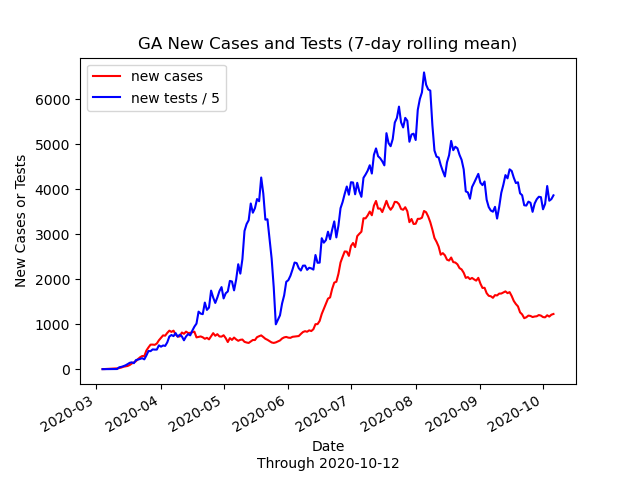 GA New Cases and Tests (7-day rolling mean)
new cases
new tests / 5
New Cases or Tests
6000
5000
4000
3000
2000
1000
0
2020-03
2020-04
2020-05
2020-06
2020-07
2020-08
2020-09
2020-10
Date
Through 2020-10-12